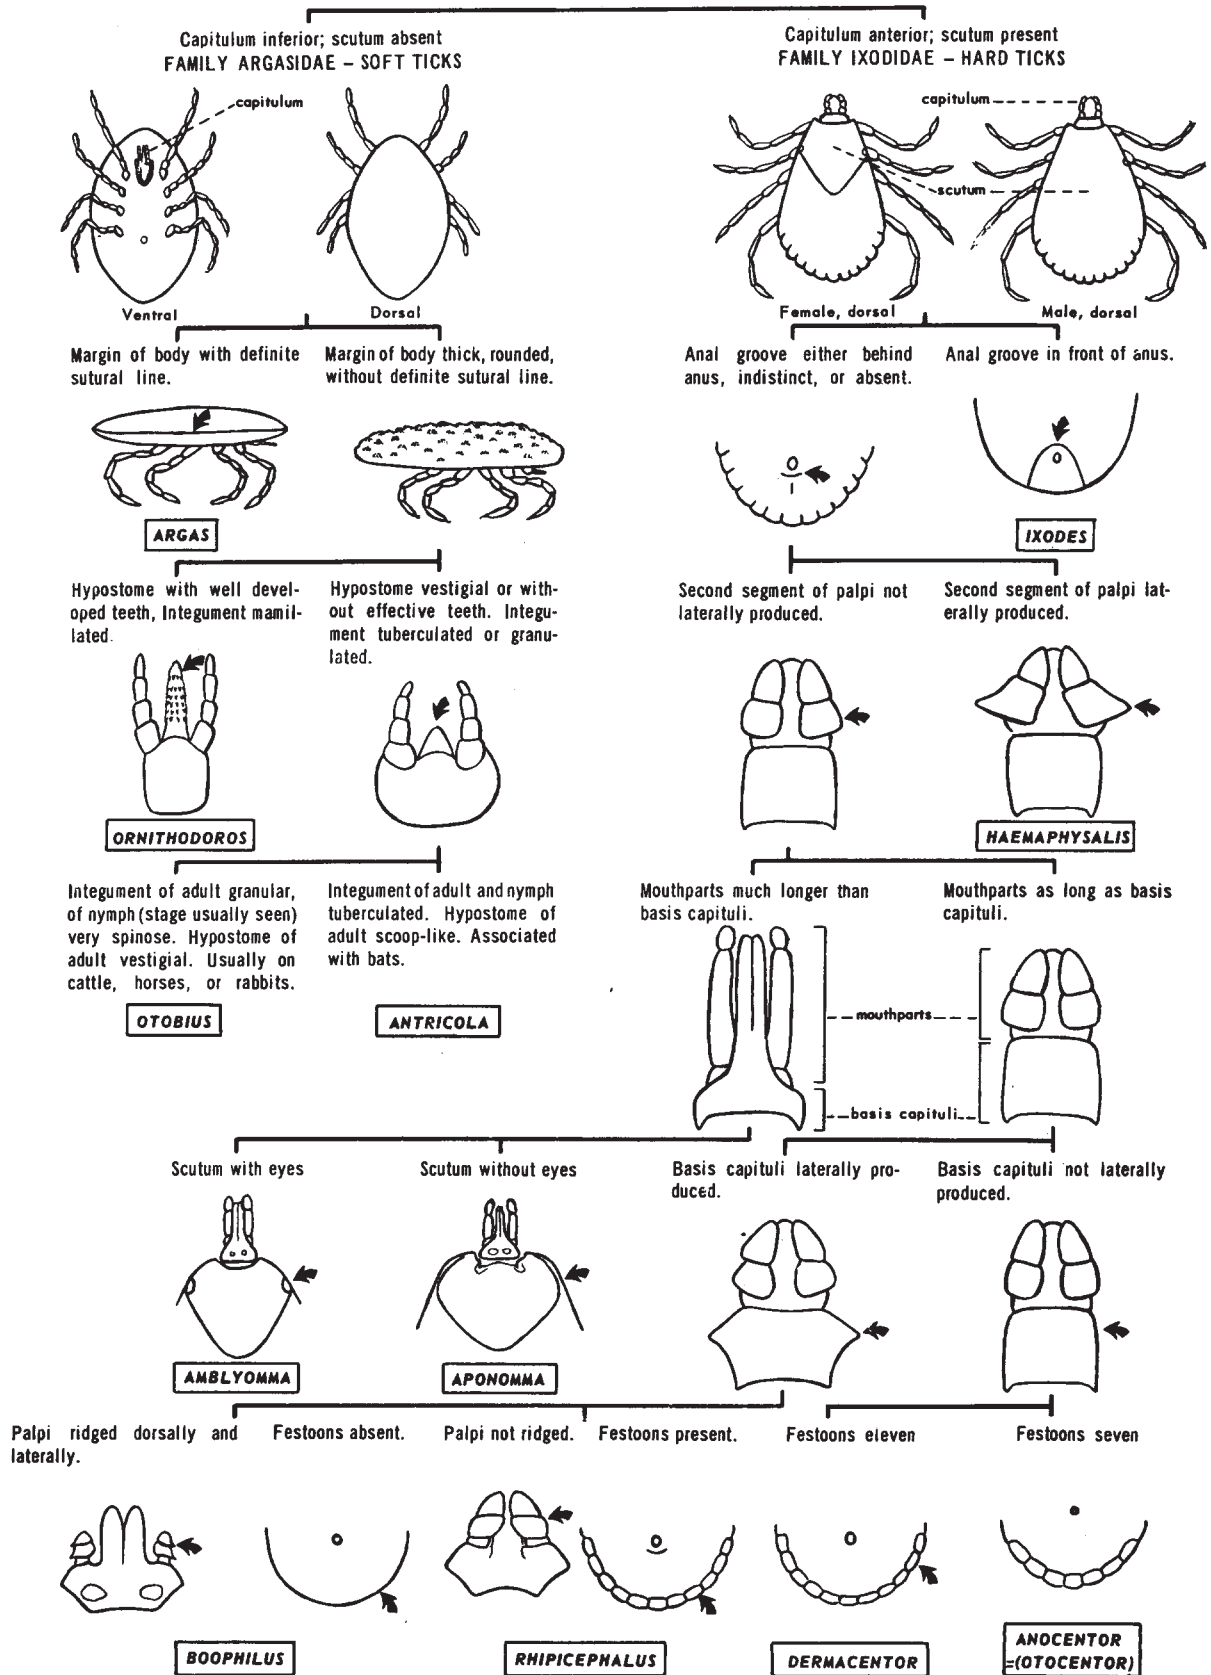 Capitulum inferior; scutum absent
FAMILY ARGASIDAE – SOFT TICKS
Capitulum anterior; scutum present
FAMILY IXODIDAE – HARD TICKS
capitulum
capitulum
scutum
Ventral
Dorsal
Female, dorsal
Male, dorsal
Margin of body with definite
sutural line.
Margin of body thick, rounded,
without definite sutural line.
Anal groove either behind
anus, indistinct, or absent.
Anal groove in front of anus.
ARGAS
IXODES
Hypostome with well devel-
oped teeth, Integument mamil-
lated.
Hypostome vestigial or with-
out effective teeth. Integu-
ment tuberculated or granu-
lated.
Second segment of palpi not
laterally produced.
Second segment of palpi lat-
erally produced.
ORNITHODOROS
HAEMAPHYSALIS
Integument of adult granular,
of nymph (stage usually seen)
very spinose. Hypostome of
adult vestigial. Usually on
cattle, horses, or rabbits.
Integument of adult and nymph
tuberculated. Hypostome of
adult scoop-like. Associated
with bats.
Mouthparts much longer than
basis capituli.
Mouthparts as long as basis
capituli.
OTOBIUS
ANTRICOLA
mouthparts
basis capituli
Scutum with eyes
Scutum without eyes
Basis capituli laterally pro-
duced.
Basis capituli not laterally
produced.
AMBLYOMMA
APONOMMA
Palpi ridged dorsally and
laterally.
Festoons absent.
Palpi not ridged.
Festoons present.
Festoons eleven
Festoons seven
BOOPHILUS
RHIPICEPHALUS
DERMACENTOR
ANOCENTOR
=(OTOCENTOR)